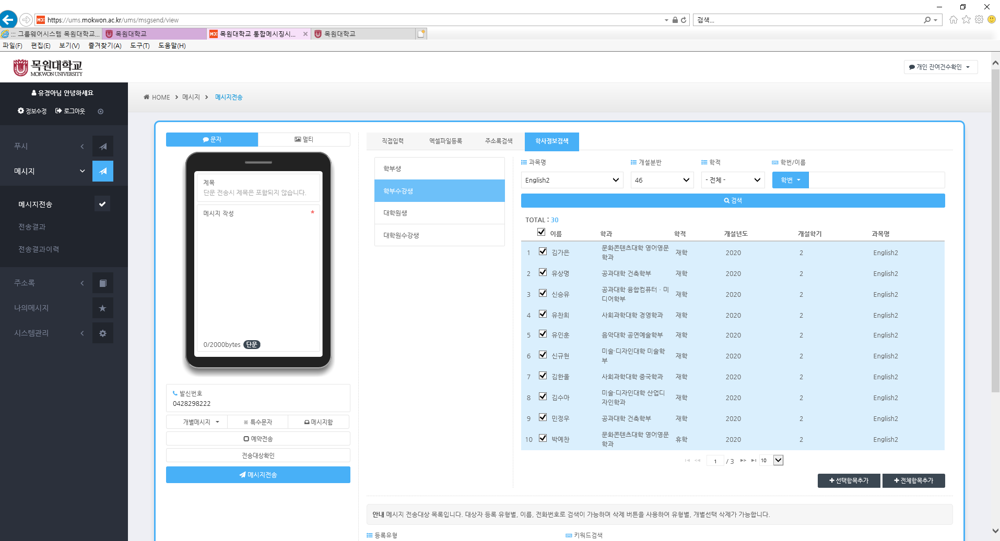 https://ums.mokwon.ac.kr/ums/msgsend/view
검색...
::: 그룹웨어시스템 목원대학교...
목원대학교
목원대학교 통합메시징시...
목원대학교
파일(F) 편집(E) 보기(V) 즐겨찾기(A) 도구(T) 도움말(H)
목원대학교
MOKWON UNIVERSITY
개인 잔여건수확인
유경아님 안녕하세요
정보수정 로그아웃
HOME > 메시지 > 메시지전송
푸시
메시지
메시지전송
전송결과
전송결과이력
주소록
나의메시지
시스템관리
문자 멀티
제목
단문 전송시 제목은 포함되지 않습니다.
메시지 작성 *
0/2000bytes 단문
발신번호
0428298222
개별메시지 ※ 특수문자 메시지함
예약전송
전송대상확인
메시지전송
직접입력 엑셀파일등록 주소록검색 학사정보검색
학부생
학부수강생
대학원생
대학원수강생
과목명 개설분반 학적 학번/이름
English2 46 - 전체 - 학번
검색
TOTAL : 30
이름 학과 학적 개설년도 개설학기 과목명
1 김가은 문화콘텐츠대학 영어영문학과 재학 2020 2 English2
2 유상명 공과대학 건축학부 재학 2020 2 English2
3 신승유 공과대학 융합컴퓨터·미디어학부 재학 2020 2 English2
4 유찬희 사회과학대학 경영학과 재학 2020 2 English2
5 유인훈 음악대학 공연예술학부 재학 2020 2 English2
6 신규현 미술·디자인대학 미술학부 재학 2020 2 English2
7 김한울 사회과학대학 중국학과 재학 2020 2 English2
8 김수아 미술·디자인대학 산업디자인학과 재학 2020 2 English2
9 민정우 공과대학 건축학부 재학 2020 2 English2
10 박예찬 문화콘텐츠대학 영어영문학과 휴학 2020 2 English2
1 / 3 10
+ 선택항목추가 + 전체항목추가
안내 메시지 전송대상 목록입니다. 대상자 등록 유형별, 이름, 전화번호로 검색이 가능하며 삭제 버튼을 사용하여 유형별, 개별선택 삭제가 가능합니다.
등록유형 키워드검색